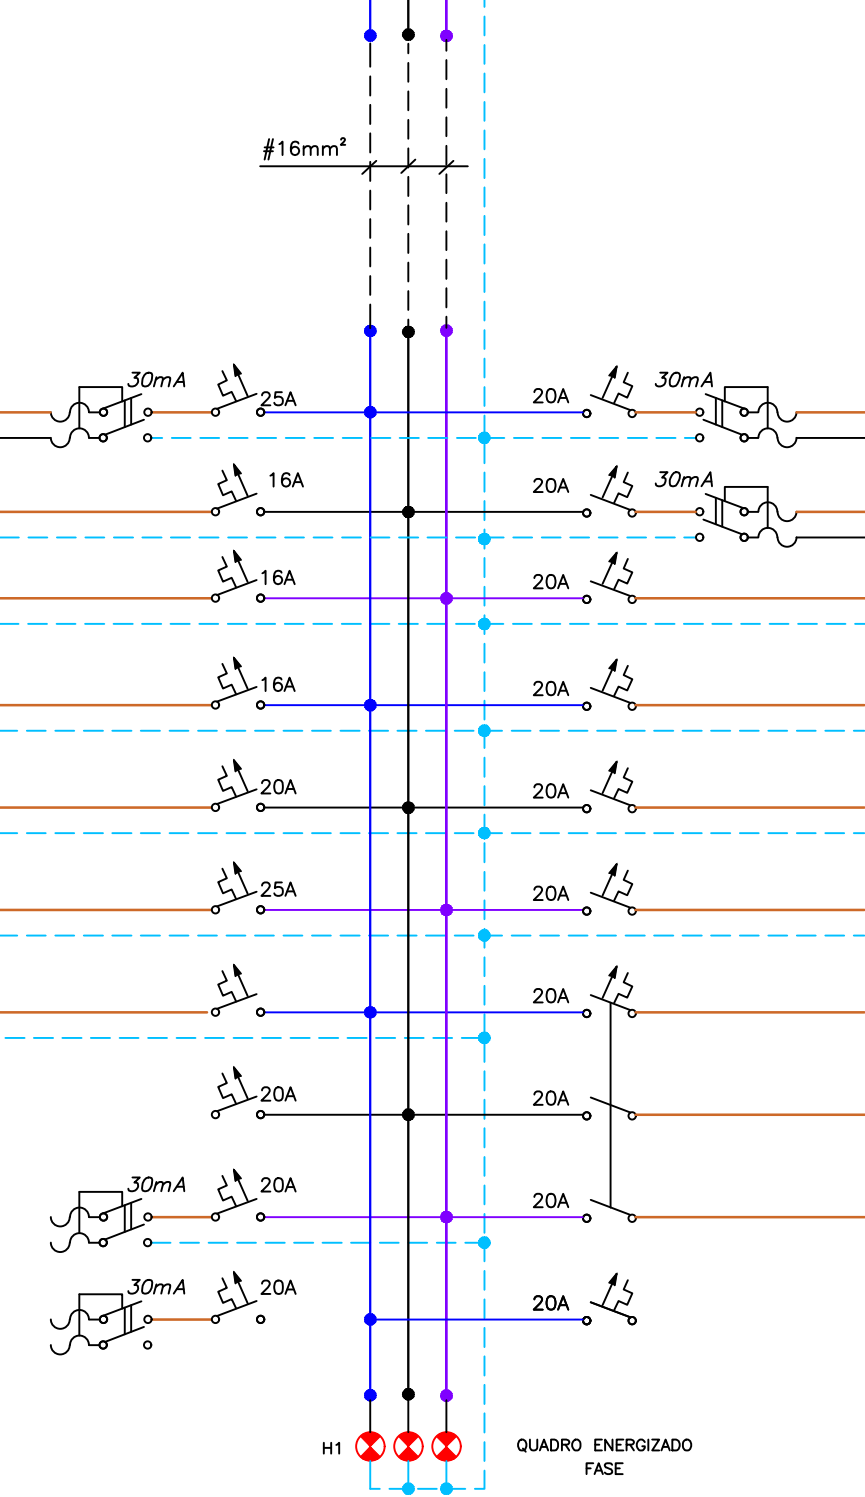 #16mm²
30mA 25A 20A 30mA
16A 20A 30mA
16A 20A
16A 20A
20A 20A
25A 20A
20A
20A 20A
30mA 20A 20A
30mA 20A 20A
H1 QUADRO ENERGIZADO
FASE